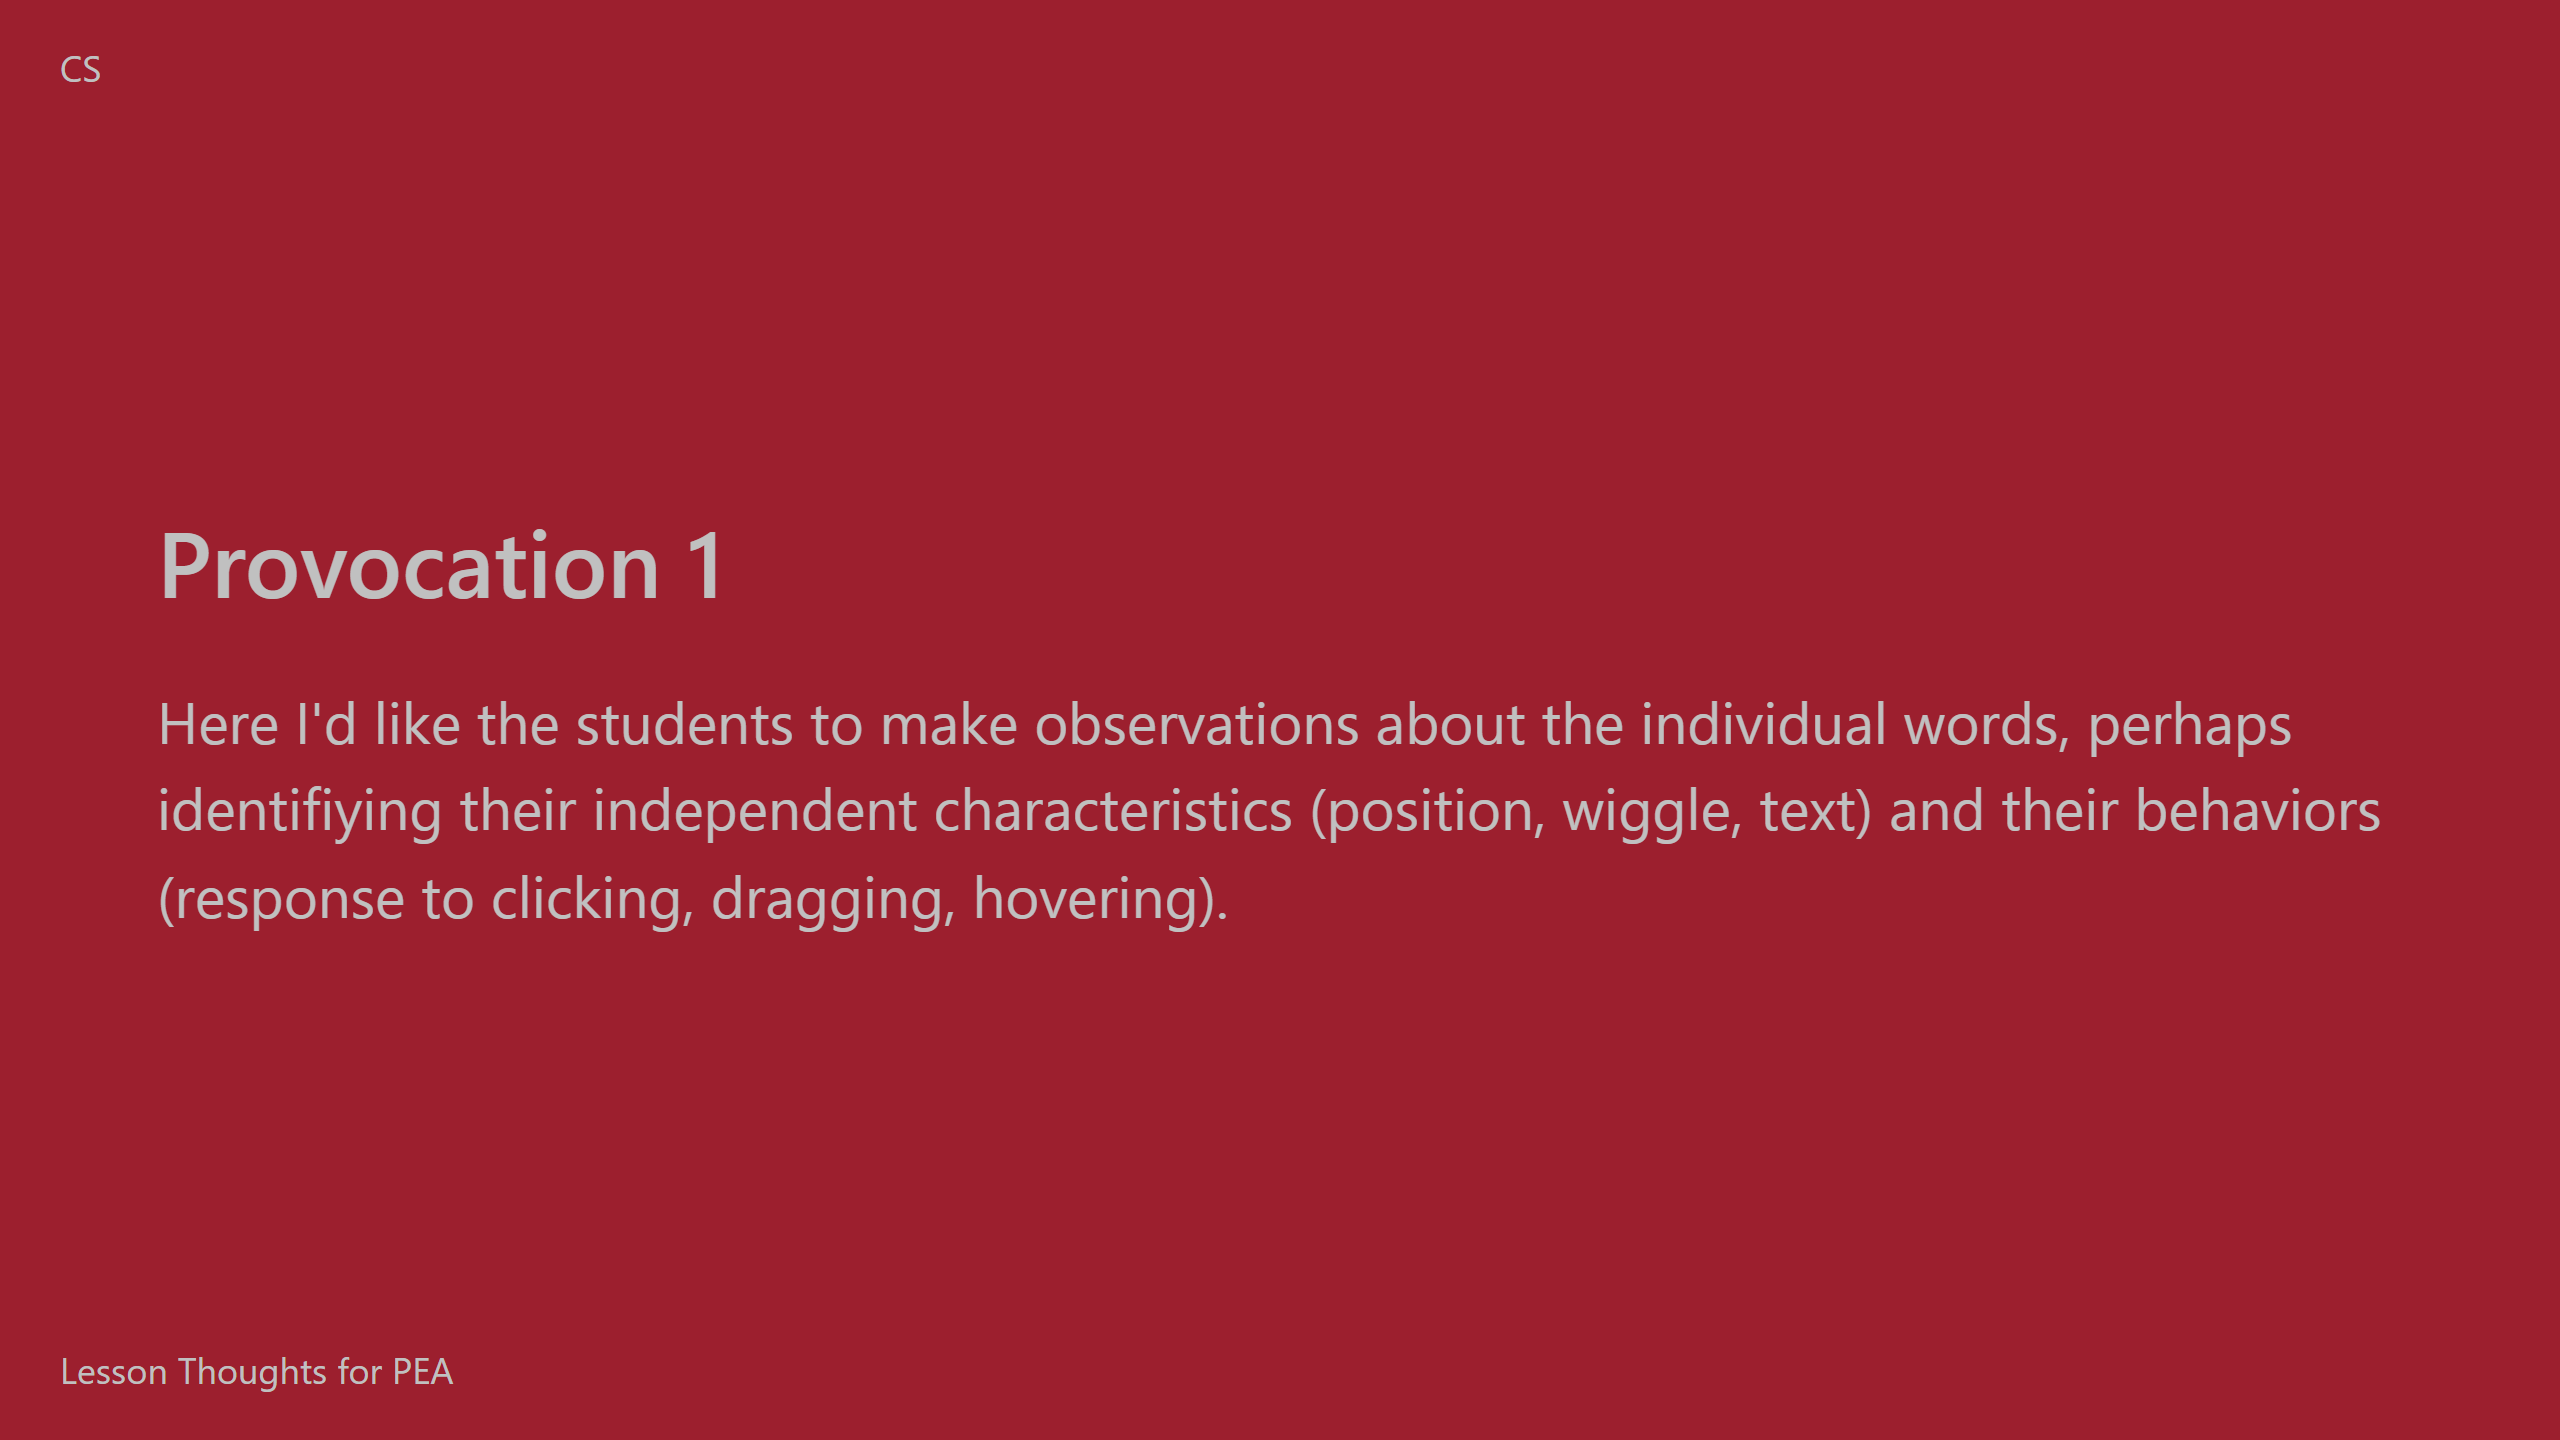 CS
Provocation 1
Here I'd like the students to make observations about the individual words, perhaps
identifiying their independent characteristics (position, wiggle, text) and their behaviors
(response to clicking, dragging, hovering).
Lesson Thoughts for PEA